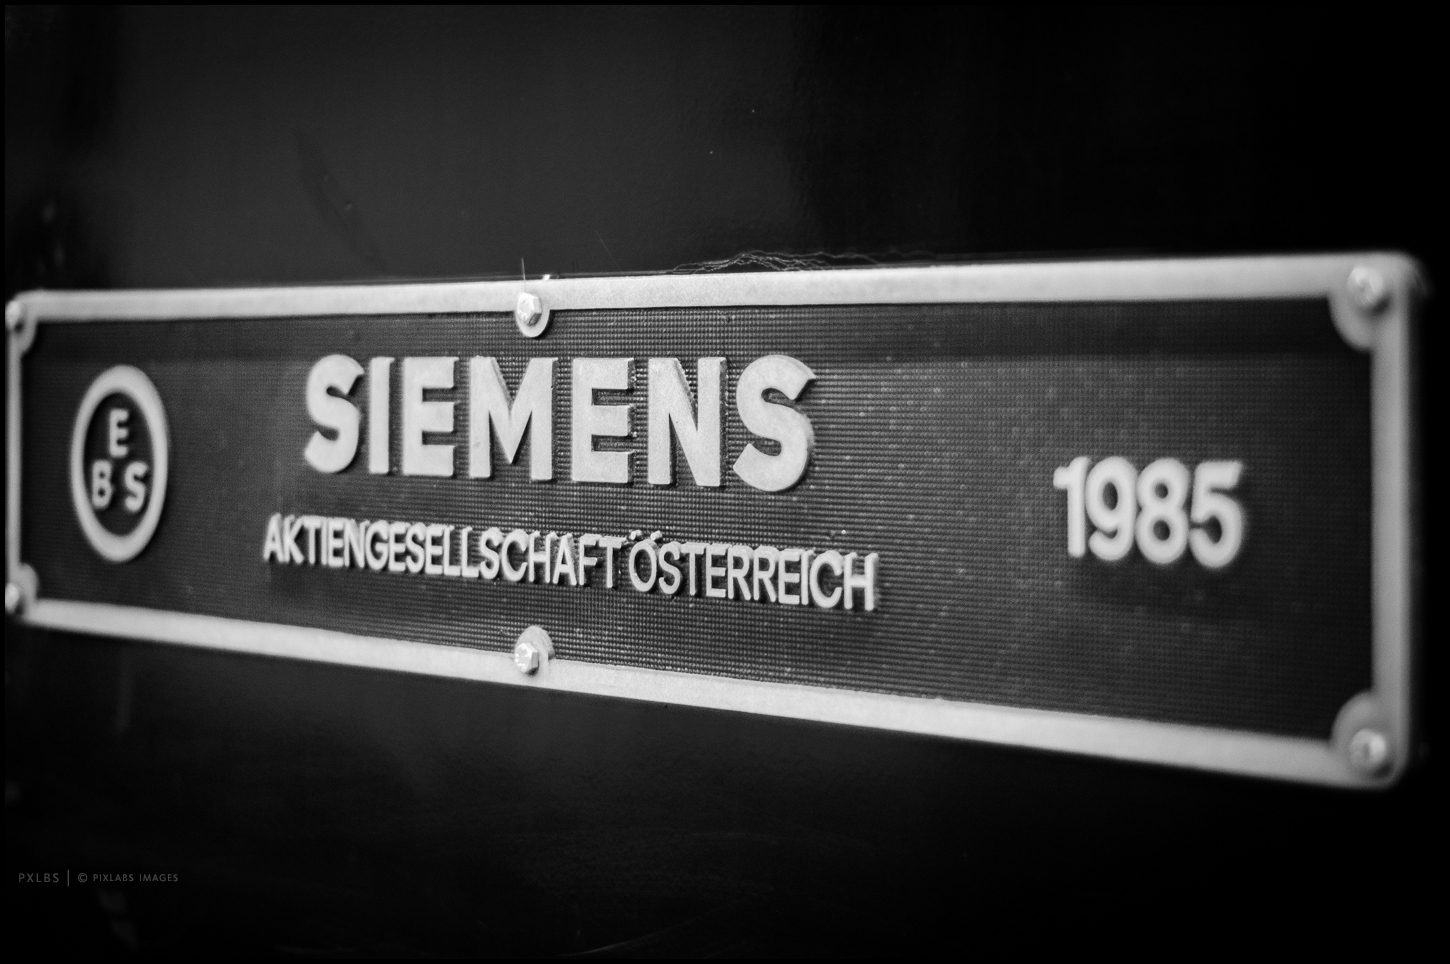 E
B S
SIEMENS
AKTIENGESELLSCHAFT ÖSTERREICH
1985
PXLBS | © PIXLABS IMAGES